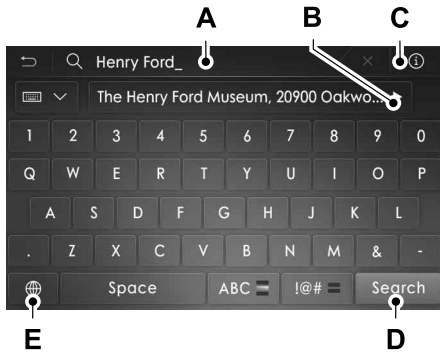 A B C
Henry Ford_
The Henry Ford Museum, 20900 Oakwo...
1 2 3 4 5 6 7 8 9 0
Q W E R T Y U I O P
A S D F G H J K L
. Z X C V B N M & -
Space ABC !@# Search
E D